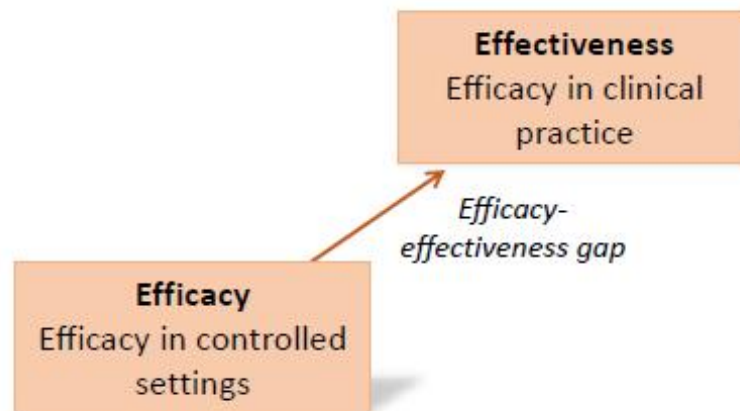 Effectiveness
Efficacy in clinical
practice
Efficacy-
effectiveness gap
Efficacy
Efficacy in controlled
settings